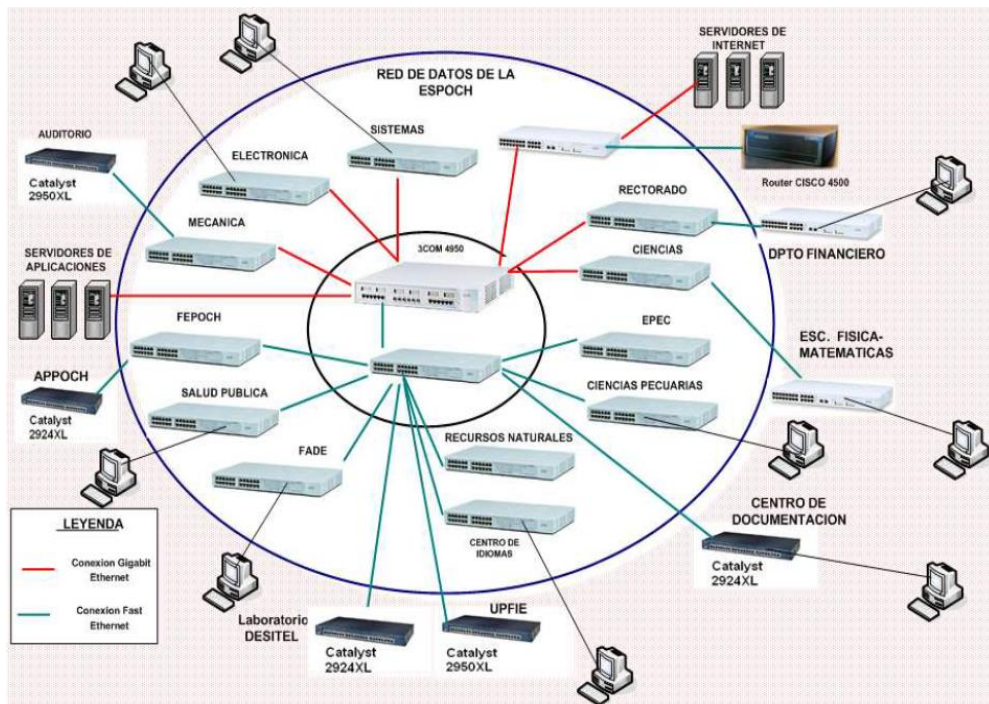 SERVIDORES DE
INTERNET
RED DE DATOS DE LA
ESPOCH
AUDITORIO
SISTEMAS
ELECTRONICA
Catalyst
2950XL
Router CISCO 4500
RECTORADO
MECANICA
3COM 4950
CIENCIAS
DPTO FINANCIERO
SERVIDORES DE
APLICACIONES
FEPOCH
EPEC
ESC. FISICA-
MATEMATICAS
APPOCH
SALUD PUBLICA
CIENCIAS PECUARIAS
Catalyst
2924XL
FADE
RECURSOS NATURALES
CENTRO DE
DOCUMENTACION
LEYENDA
Conexion Gigabit
Ethernet
Conexion Fast
Ethernet
CENTRO DE
IDIOMAS
Catalyst
2924XL
Laboratorio
DESITEL
UPFIE
Catalyst
2924XL
Catalyst
2950XL